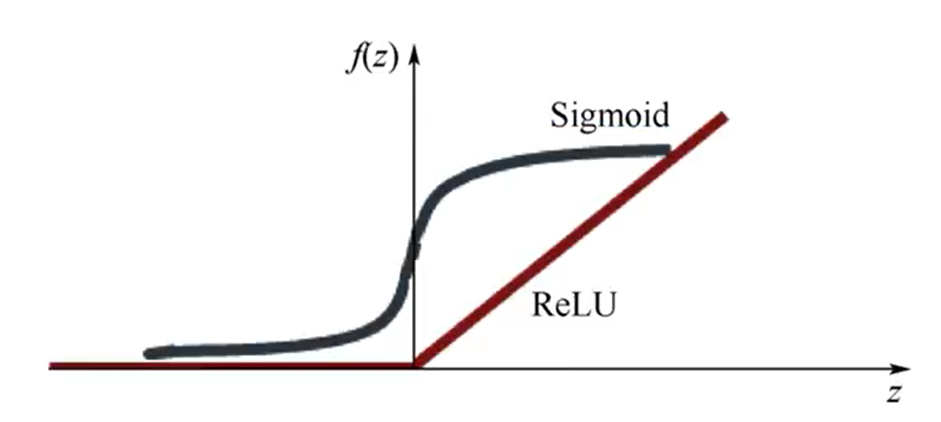 f(z)
Sigmoid
ReLU
z